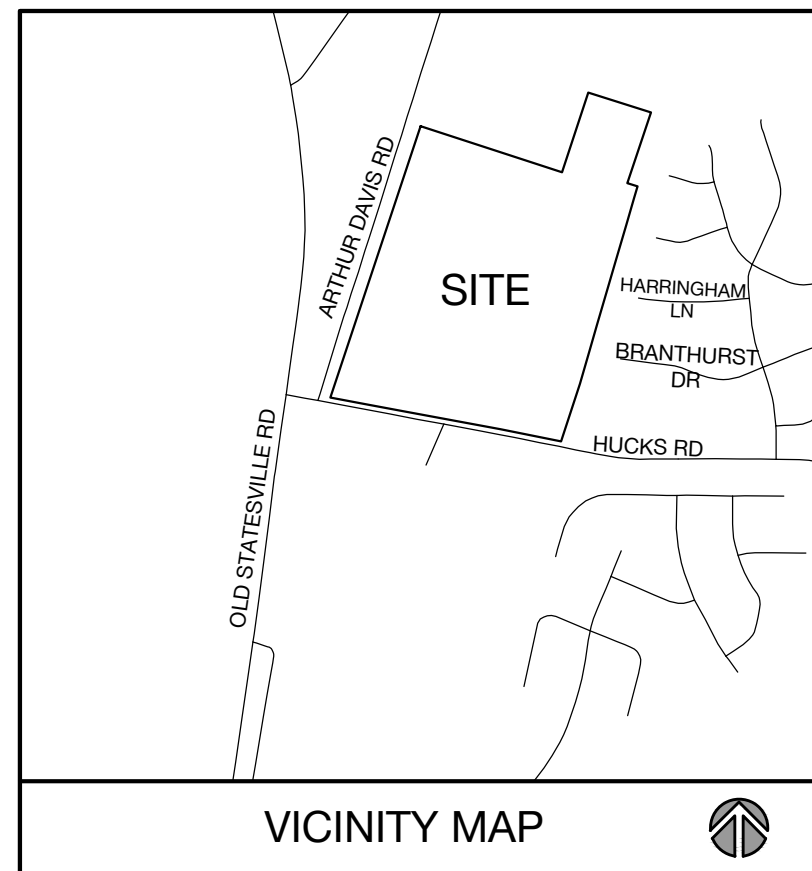 ARTHUR DAVIS RD
SITE
HARRINGHAM
LN
BRANTHURST
DR
HUCKS RD
OLD STATESVILLE RD
VICINITY MAP